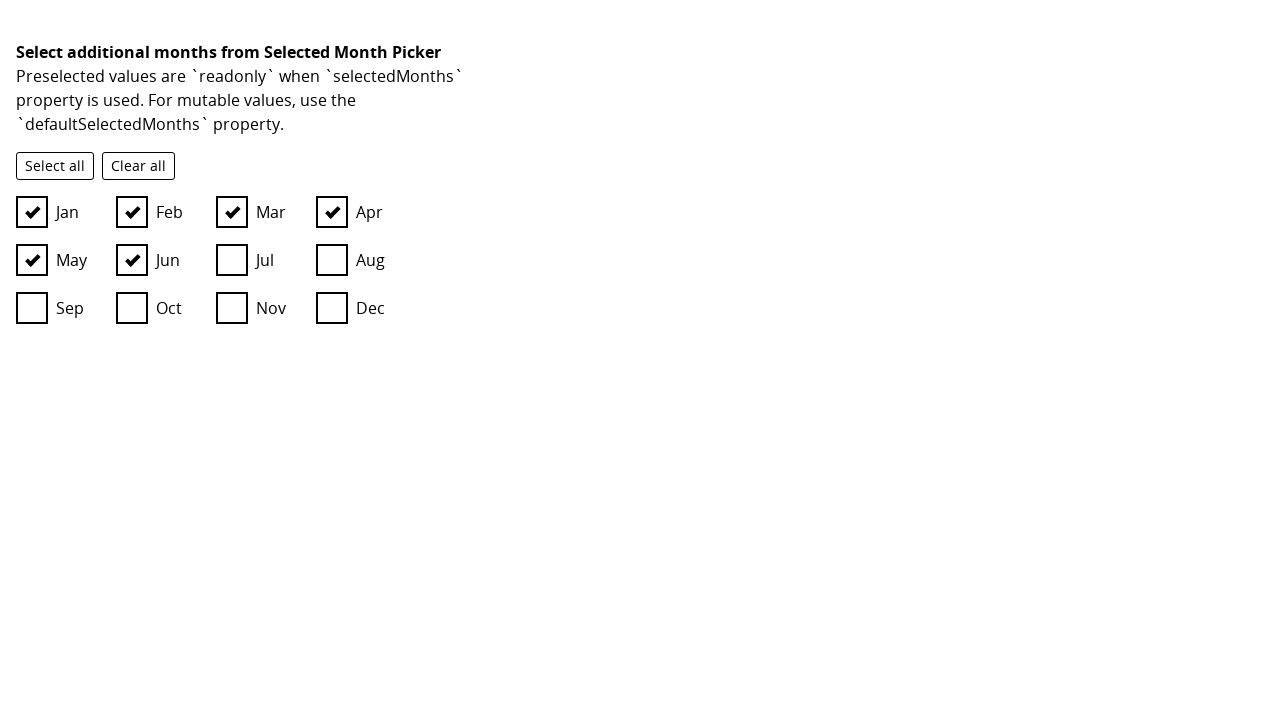 Select additional months from Selected Month Picker
Preselected values are `readonly` when `selectedMonths`
property is used. For mutable values, use the
`defaultSelectedMonths` property.
Select all Clear all
Jan Feb Mar Apr
May Jun Jul Aug
Sep Oct Nov Dec